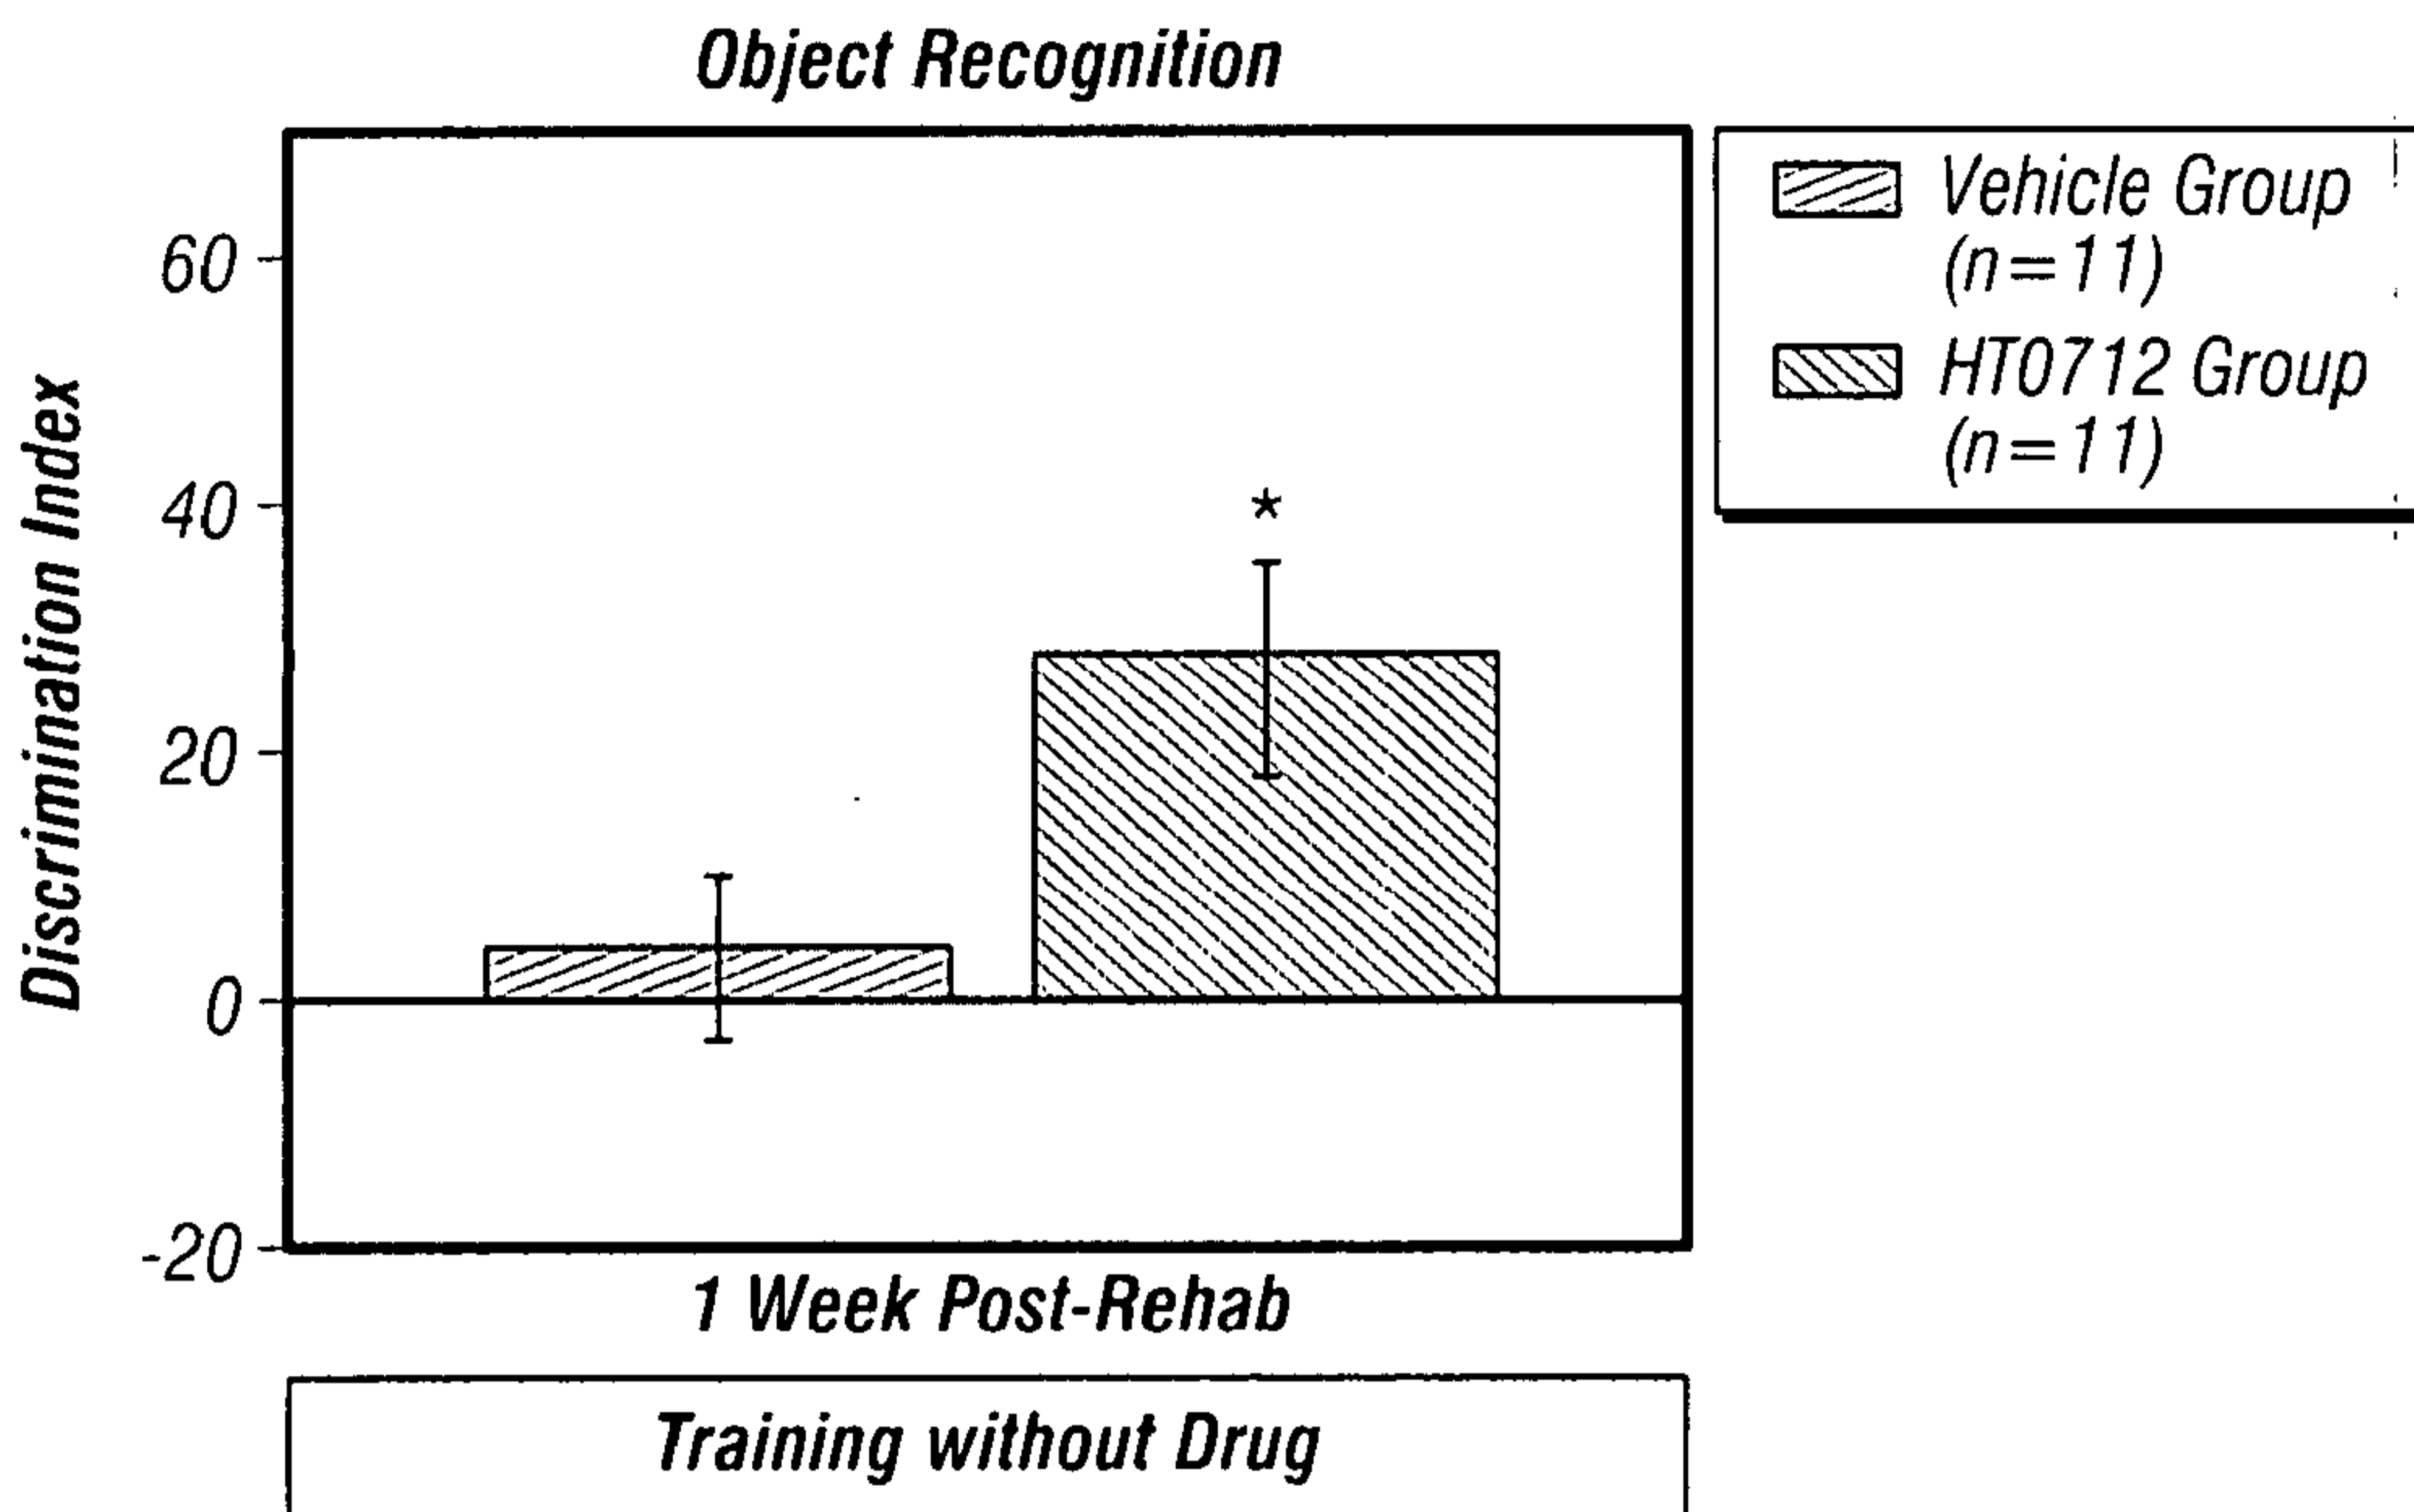 Object Recognition
Vehicle Group
(n=11)
HT0712 Group
(n=11)
Discrimination Index
60
40
20
0
-20
*
1 Week Post-Rehab
Training without Drug